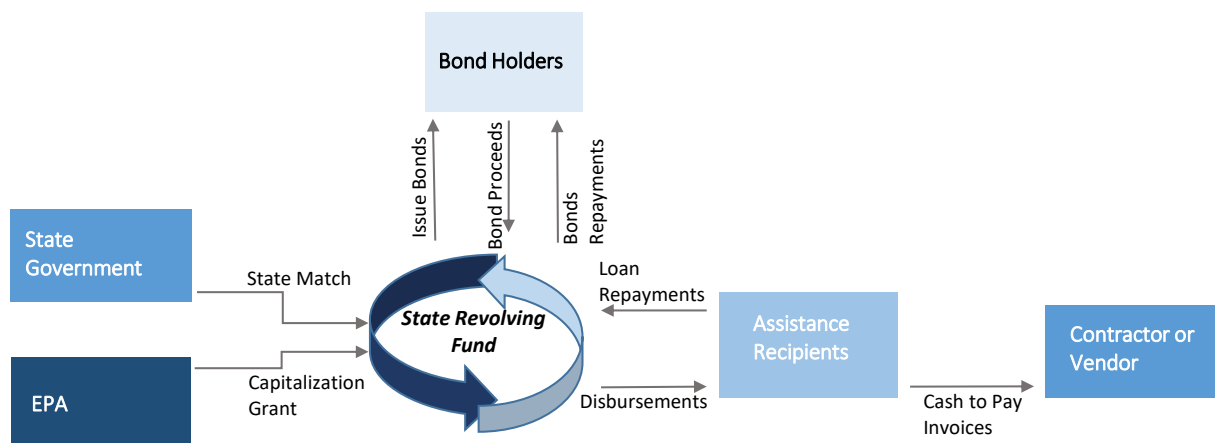 Bond Holders
Issue Bonds
Bond Proceeds
Bonds
Repayments
State
Government
State Match
Loan
Repayments
State Revolving
Fund
Assistance
Recipients
Contractor or
Vendor
EPA
Capitalization
Grant
Disbursements
Cash to Pay
Invoices